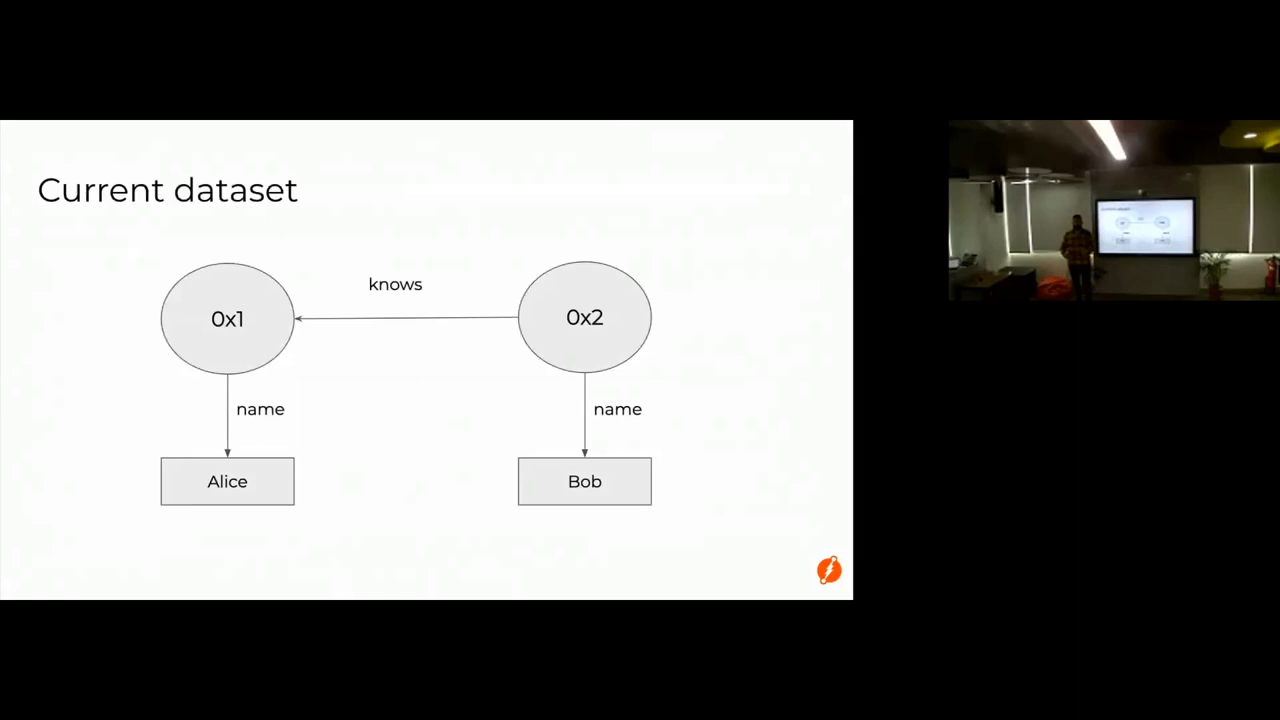 Current dataset
knows
0x1
0x2
name
name
Alice
Bob